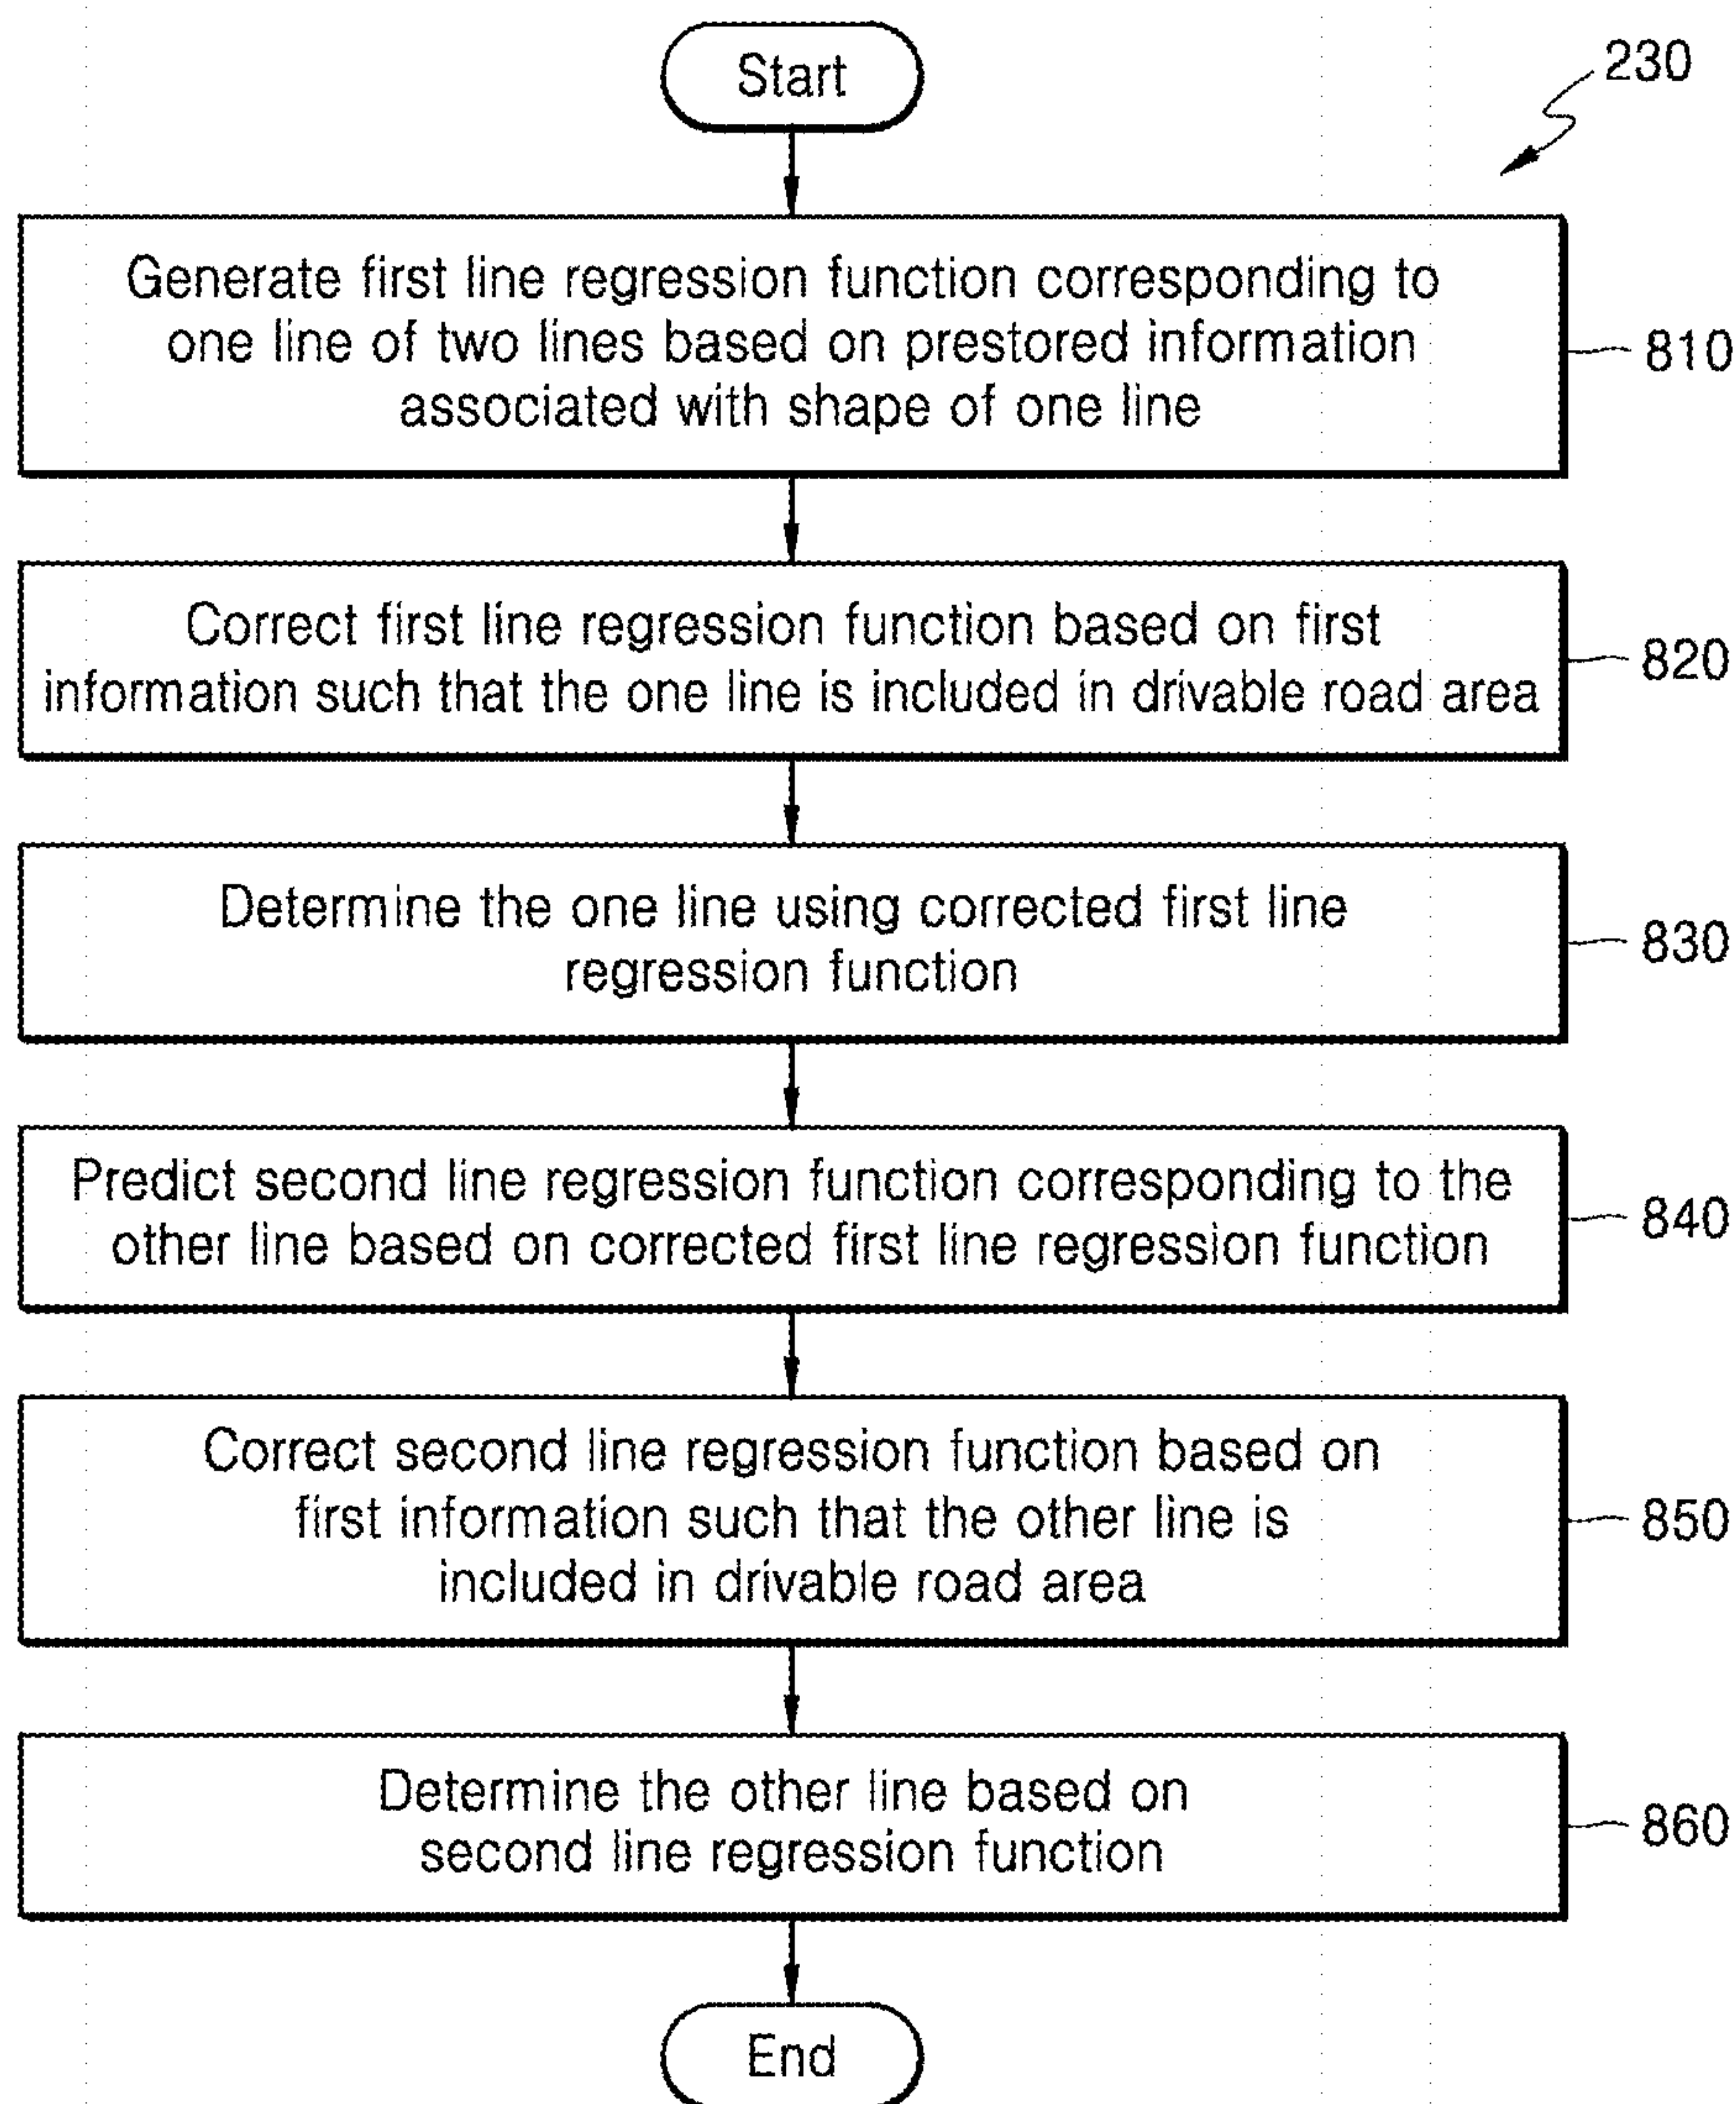 Start
230
Generate first line regression function corresponding to
one line of two lines based on prestored information
associated with shape of one line
810
Correct first line regression function based on first
information such that the one line is included in drivable road area
820
Determine the one line using corrected first line
regression function
830
Predict second line regression function corresponding to the
other line based on corrected first line regression function
840
Correct second line regression function based on
first information such that the other line is
included in drivable road area
850
Determine the other line based on
second line regression function
860
End